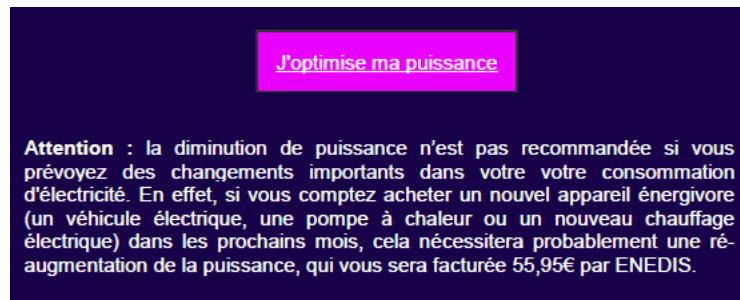 J'optimise ma puissance
Attention : la diminution de puissance n'est pas recommandée si vous
prévoyez des changements importants dans votre votre consommation
d'électricité. En effet, si vous comptez acheter un nouvel appareil énergivore
(un véhicule électrique, une pompe à chaleur ou un nouveau chauffage
électrique) dans les prochains mois, cela nécessitera probablement une ré-
augmentation de la puissance, qui vous sera facturée 55,95€ par ENEDIS.